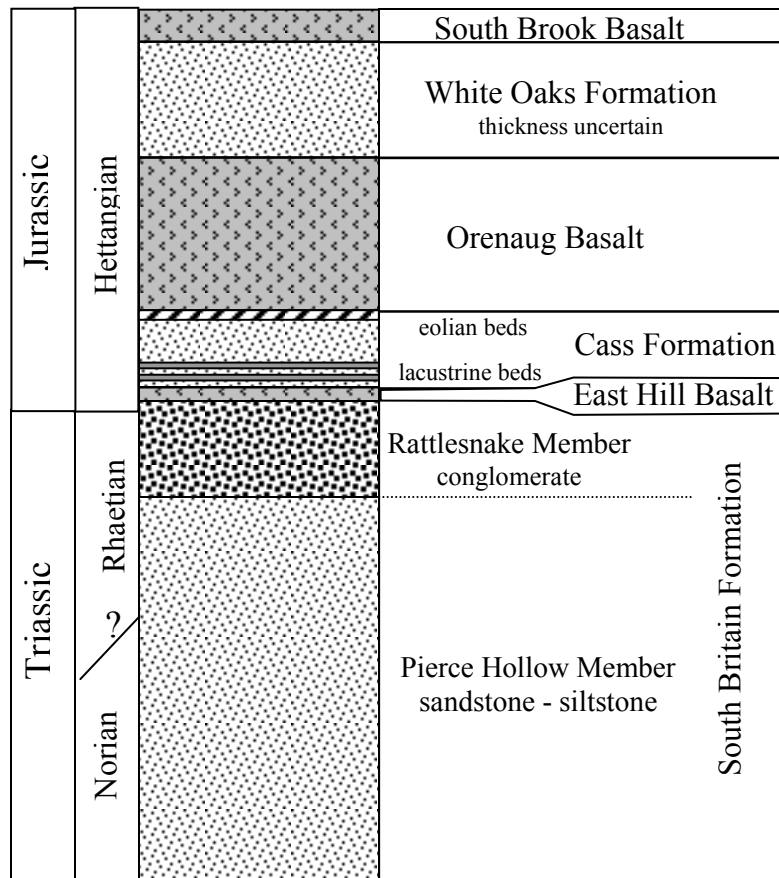 South Brook Basalt
White Oaks Formation
thickness uncertain
Jurassic
Hettangian
Orenaug Basalt
eolian beds
Cass Formation
lacustrine beds
East Hill Basalt
Rattlesnake Member
conglomerate
Triassic
Rhaetian
?
Norian
Pierce Hollow Member
sandstone - siltstone
South Britain Formation